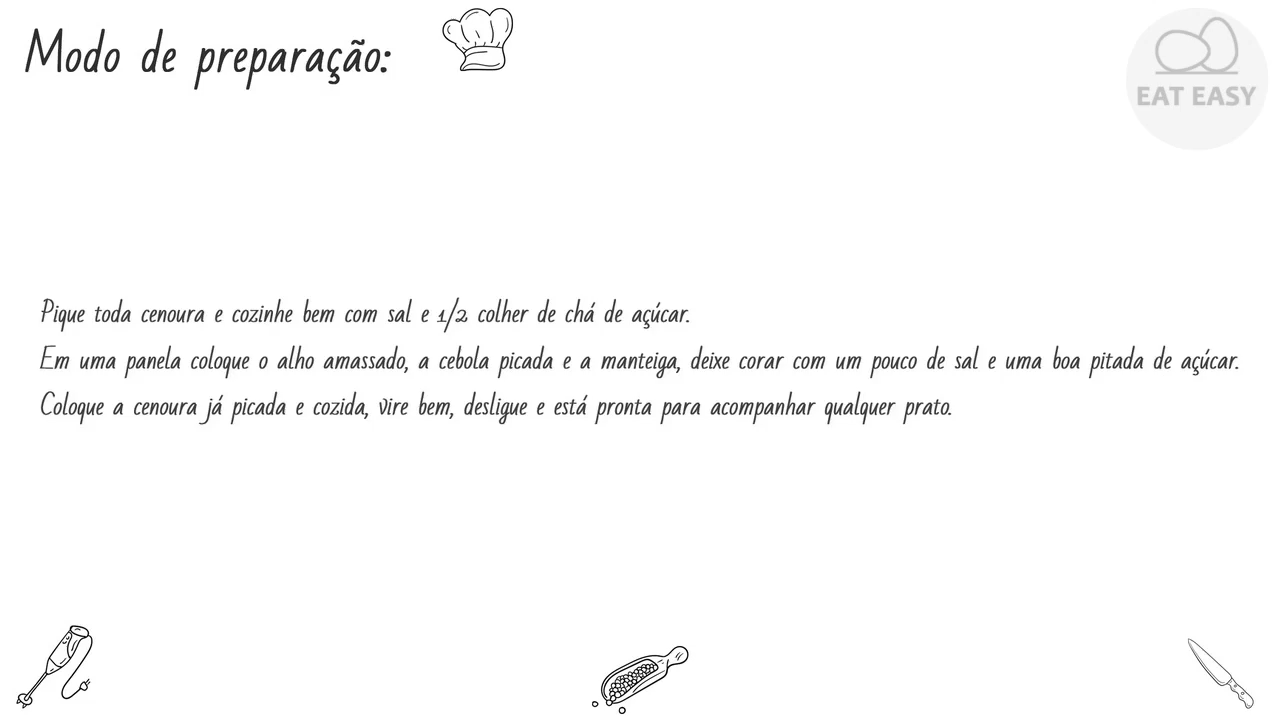 Modo de preparação:
EAT EASY
Pique toda cenoura e cozinhe bem com sal e 1/2 colher de chá de açúcar.
Em uma panela coloque o alho amassado, a cebola picada e a manteiga, deixe corar com um pouco de sal e uma boa pitada de açúcar.
Coloque a cenoura já picada e cozida, vire bem, desligue e está pronta para acompanhar qualquer prato.